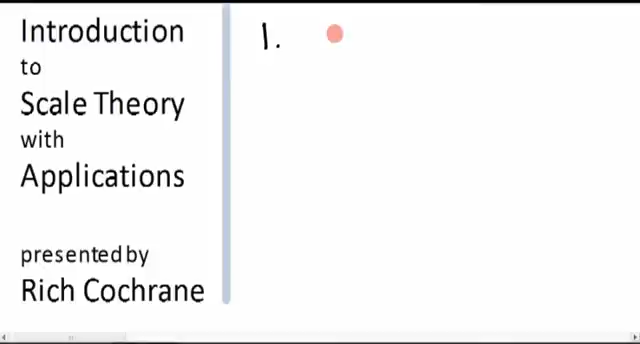 Introduction
to
Scale Theory
with
Applications
presented by
Rich Cochrane
1.